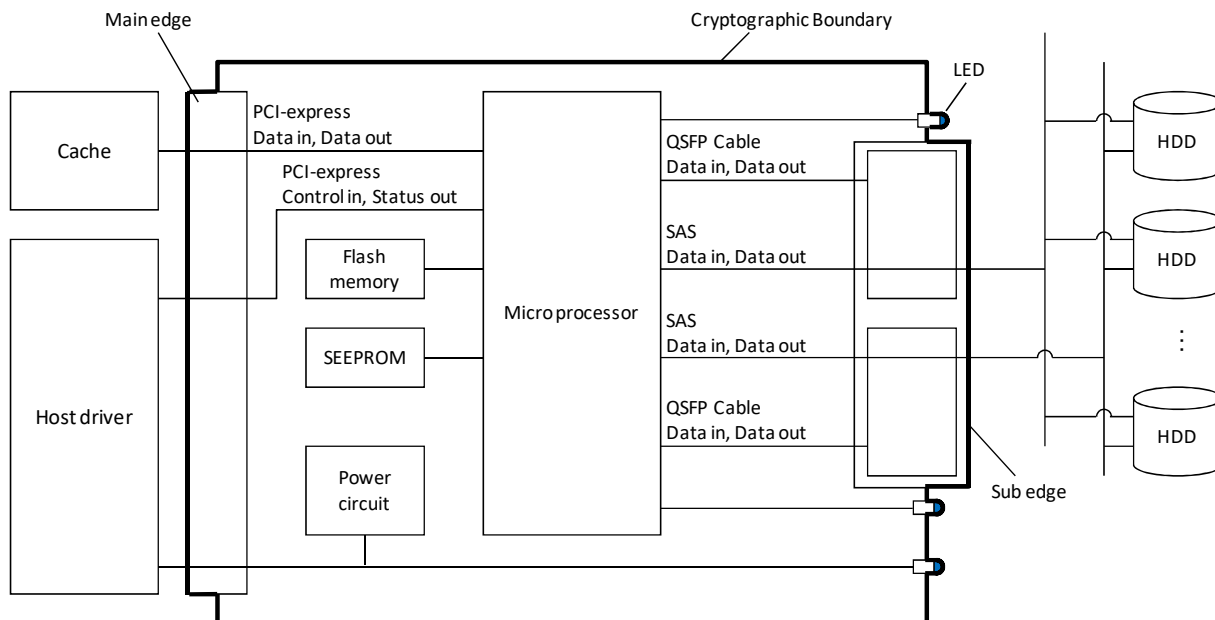 Main edge
Cryptographic Boundary
LED
Cache
PCI-express
Data in, Data out
PCI-express
Control in, Status out
Flash
memory
SEEPROM
Host driver
Power
circuit
Micro processor
QSFP Cable
Data in, Data out
SAS
Data in, Data out
SAS
Data in, Data out
QSFP Cable
Data in, Data out
Sub edge
HDD
HDD
⋮
HDD